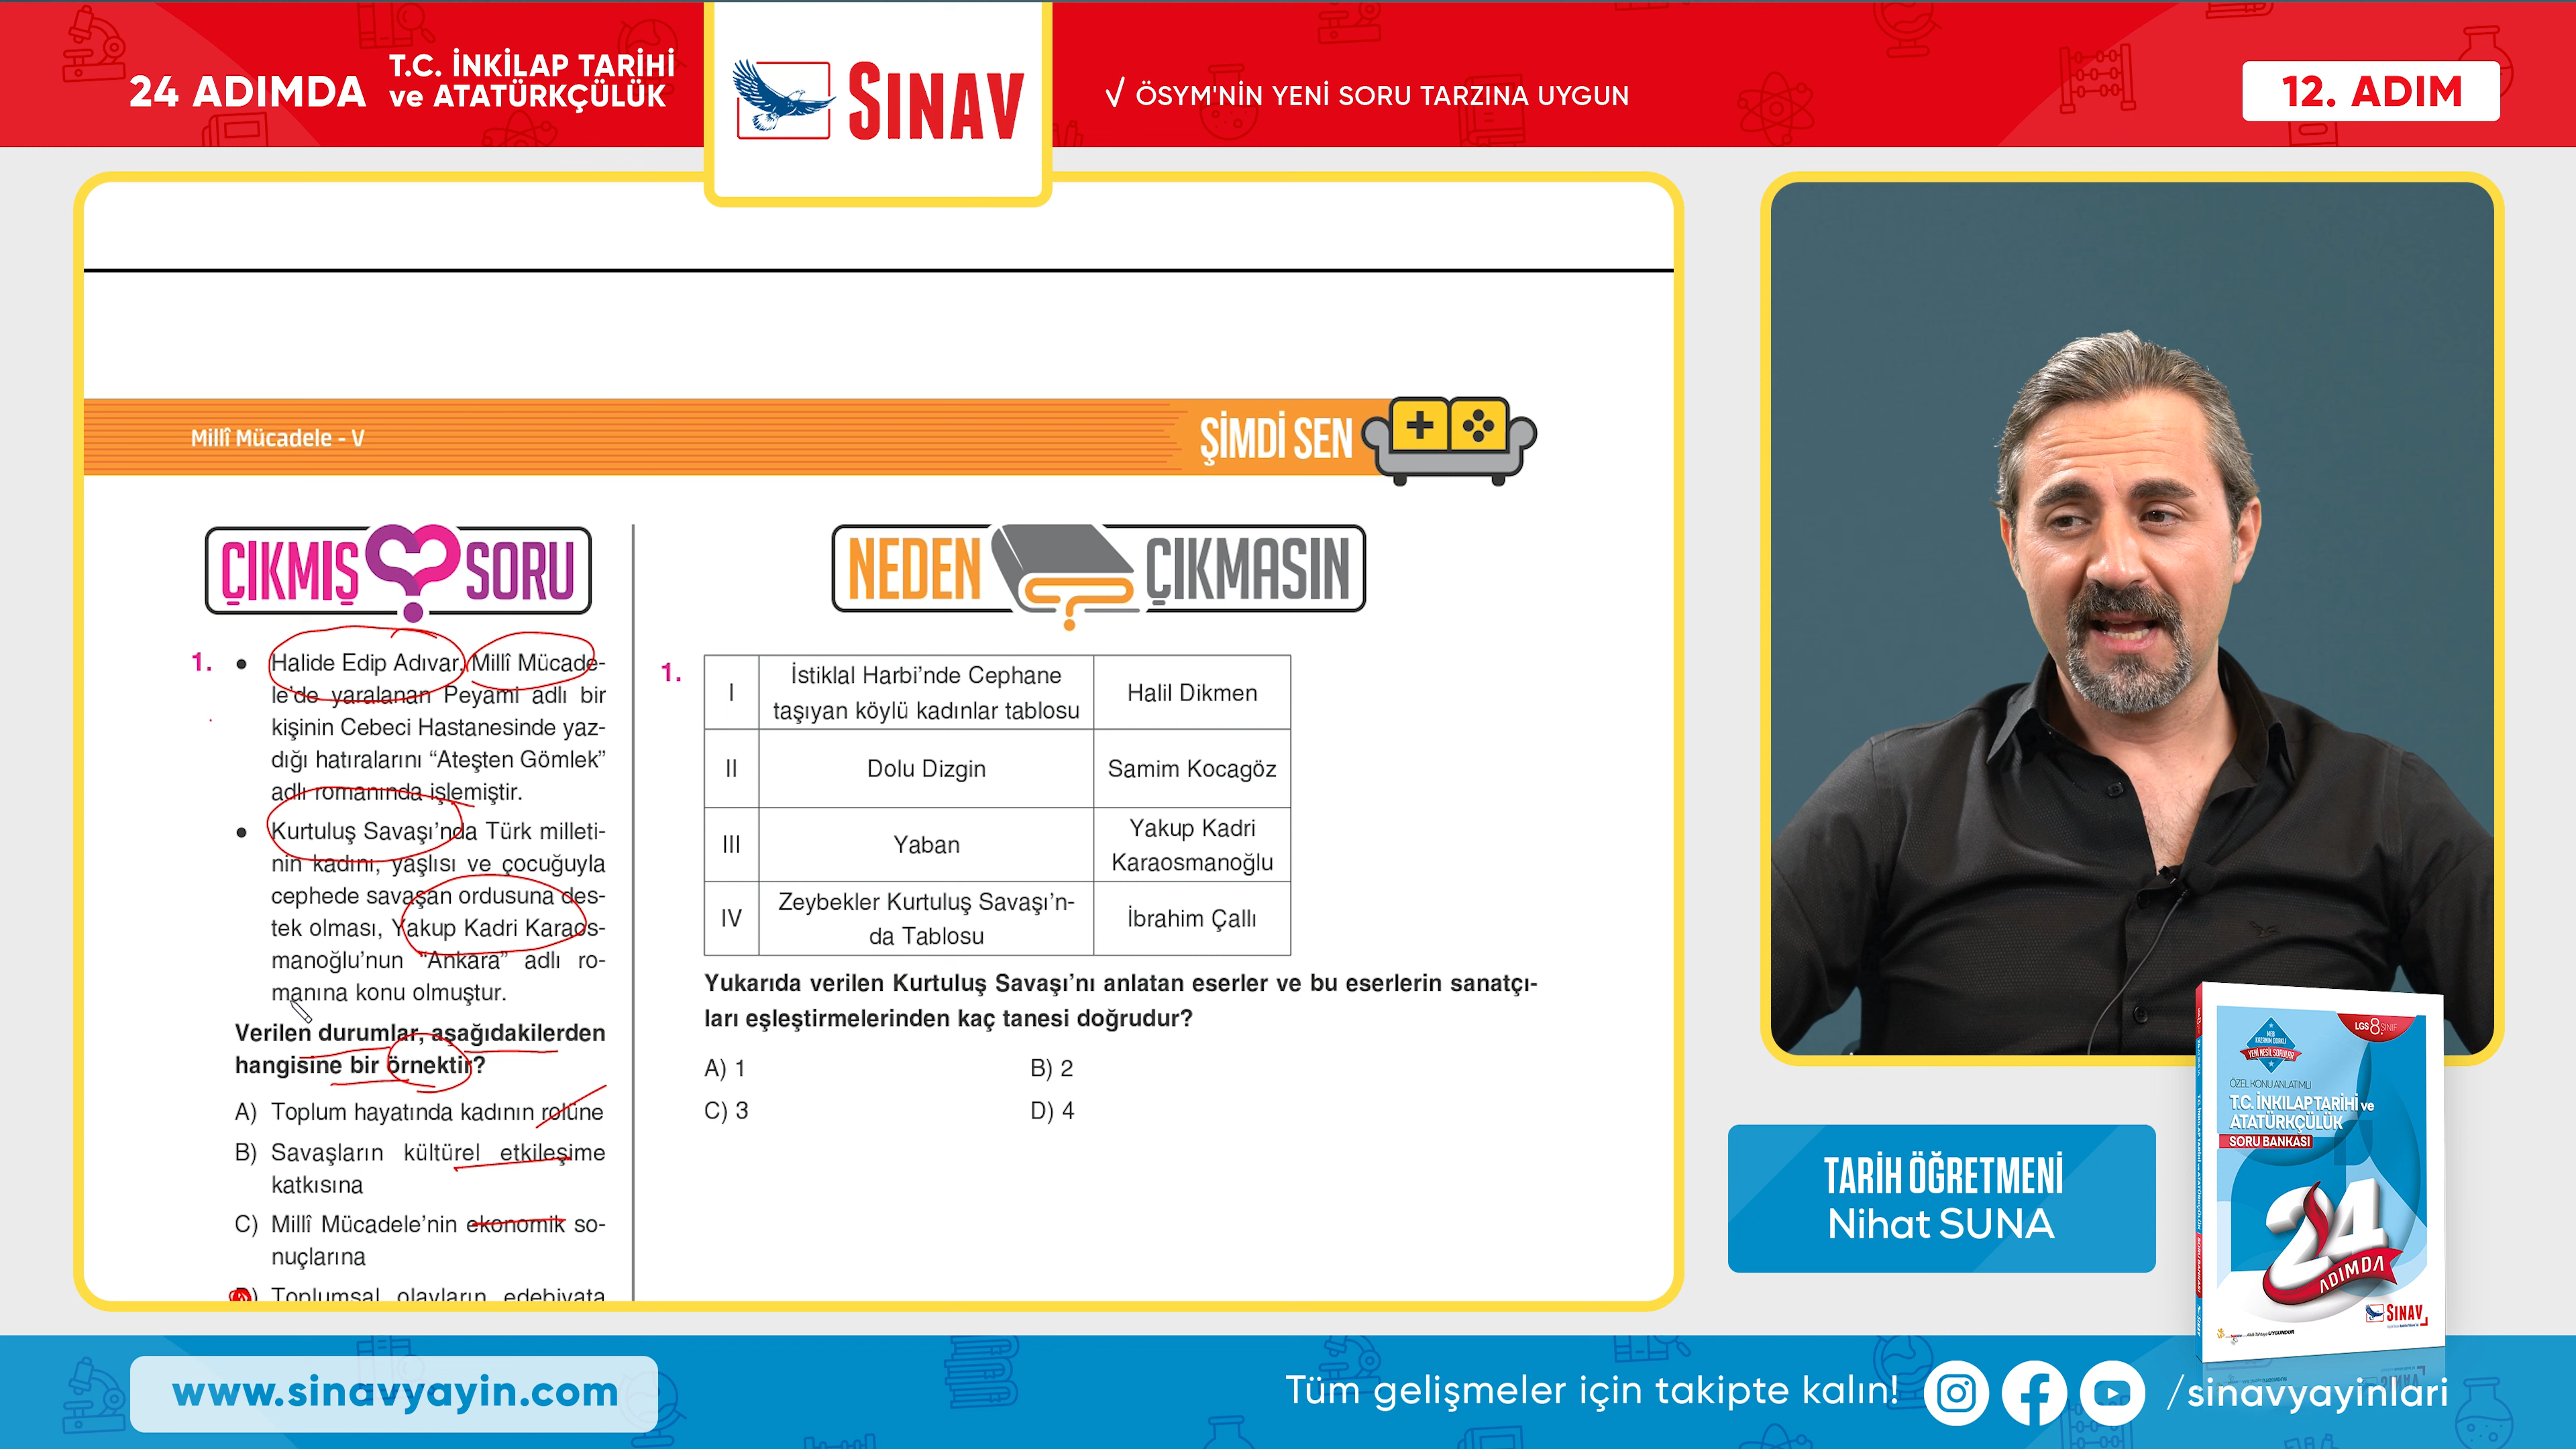 24 ADIMDA
T.C. İNKİLAP TARİHİ
ve ATATÜRKÇÜLÜK
SINAV
√ ÖSYM'NİN YENİ SORU TARZINA UYGUN
12. ADIM
Millî Mücadele - V
ŞİMDİ SEN
ÇIKMIŞ SORU
1. • Halide Edip Adıvar, Millî Mücade-
le’de yaralanan Peyami adlı bir
kişinin Cebeci Hastanesinde yaz-
dığı hatıralarını “Ateşten Gömlek”
adlı romanında işlemiştir.
• Kurtuluş Savaşı’nda Türk milleti-
nin kadını, yaşlısı ve çocuğuyla
cephede savaşan ordusuna des-
tek olması, Yakup Kadri Karaos-
manoğlu’nun “Ankara” adlı ro-
manına konu olmuştur.
Verilen durumlar, aşağıdakilerden
hangisine bir örnektir?
A) Toplum hayatında kadının rolüne
B) Savaşların kültürel etkileşime
katkısına
C) Millî Mücadele’nin ekonomik so-
nuçlarına
D) Toplumsal olayların edebiyata
NEDEN ÇIKMASIN
1.
I İstiklal Harbi’nde Cephane
taşıyan köylü kadınlar tablosu Halil Dikmen
II Dolu Dizgin Samim Kocagöz
III Yaban Yakup Kadri
Karaosmanoğlu
IV Zeybekler Kurtuluş Savaşı’n-
da Tablosu İbrahim Çallı
Yukarıda verilen Kurtuluş Savaşı’nı anlatan eserler ve bu eserlerin sanatçı-
ları eşleştirmelerinden kaç tanesi doğrudur?
A) 1 B) 2
C) 3 D) 4
TARİH ÖĞRETMENİ
Nihat SUNA
LGS 8.SINIF
YENİ NESİL SORULAR
ÖZEL KONU ANLATIMLI
T.C. İNKILAP TARİHİ ve
ATATÜRKÇÜLÜK
SORU BANKASI
24
ADIMDA
SINAV
www.sinavyayin.com
Tüm gelişmeler için takipte kalın!
/sinavyayinlari